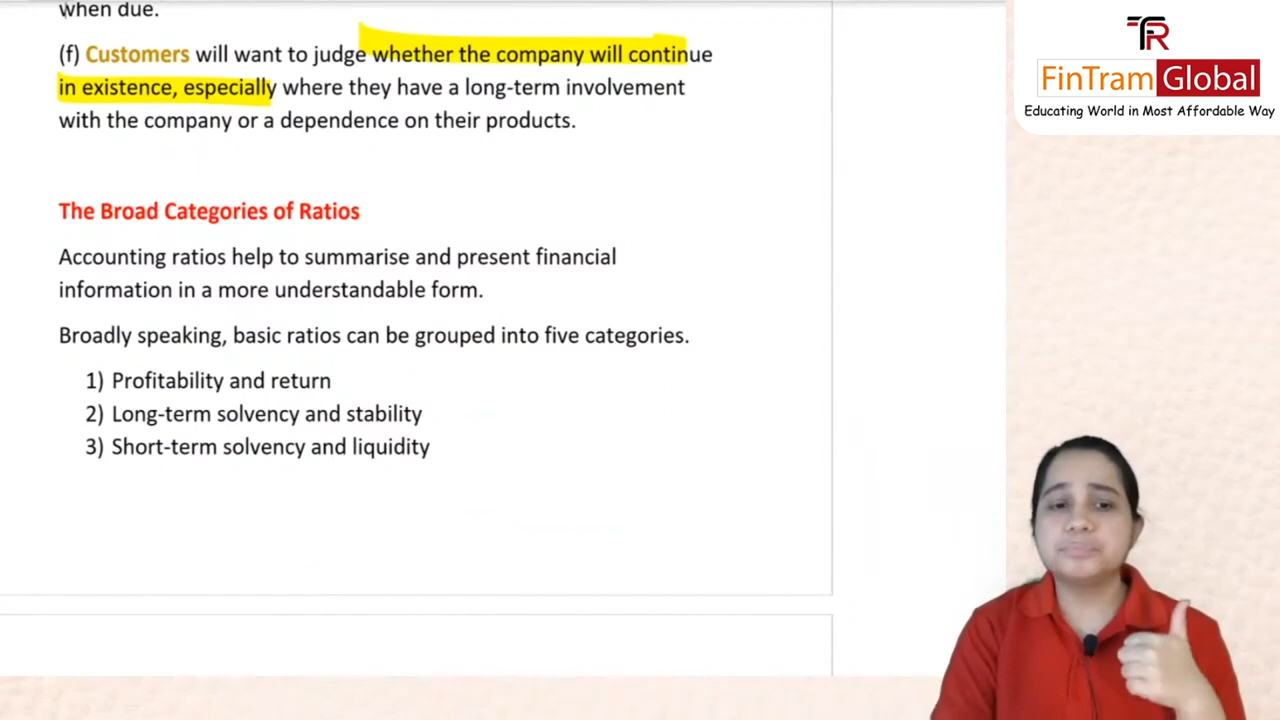 when due.
(f) Customers will want to judge whether the company will continue
in existence, especially where they have a long-term involvement
with the company or a dependence on their products.
The Broad Categories of Ratios
Accounting ratios help to summarise and present financial
information in a more understandable form.
Broadly speaking, basic ratios can be grouped into five categories.
1) Profitability and return
2) Long-term solvency and stability
3) Short-term solvency and liquidity
TR
FinTram Global
Educating World in Most Affordable Way